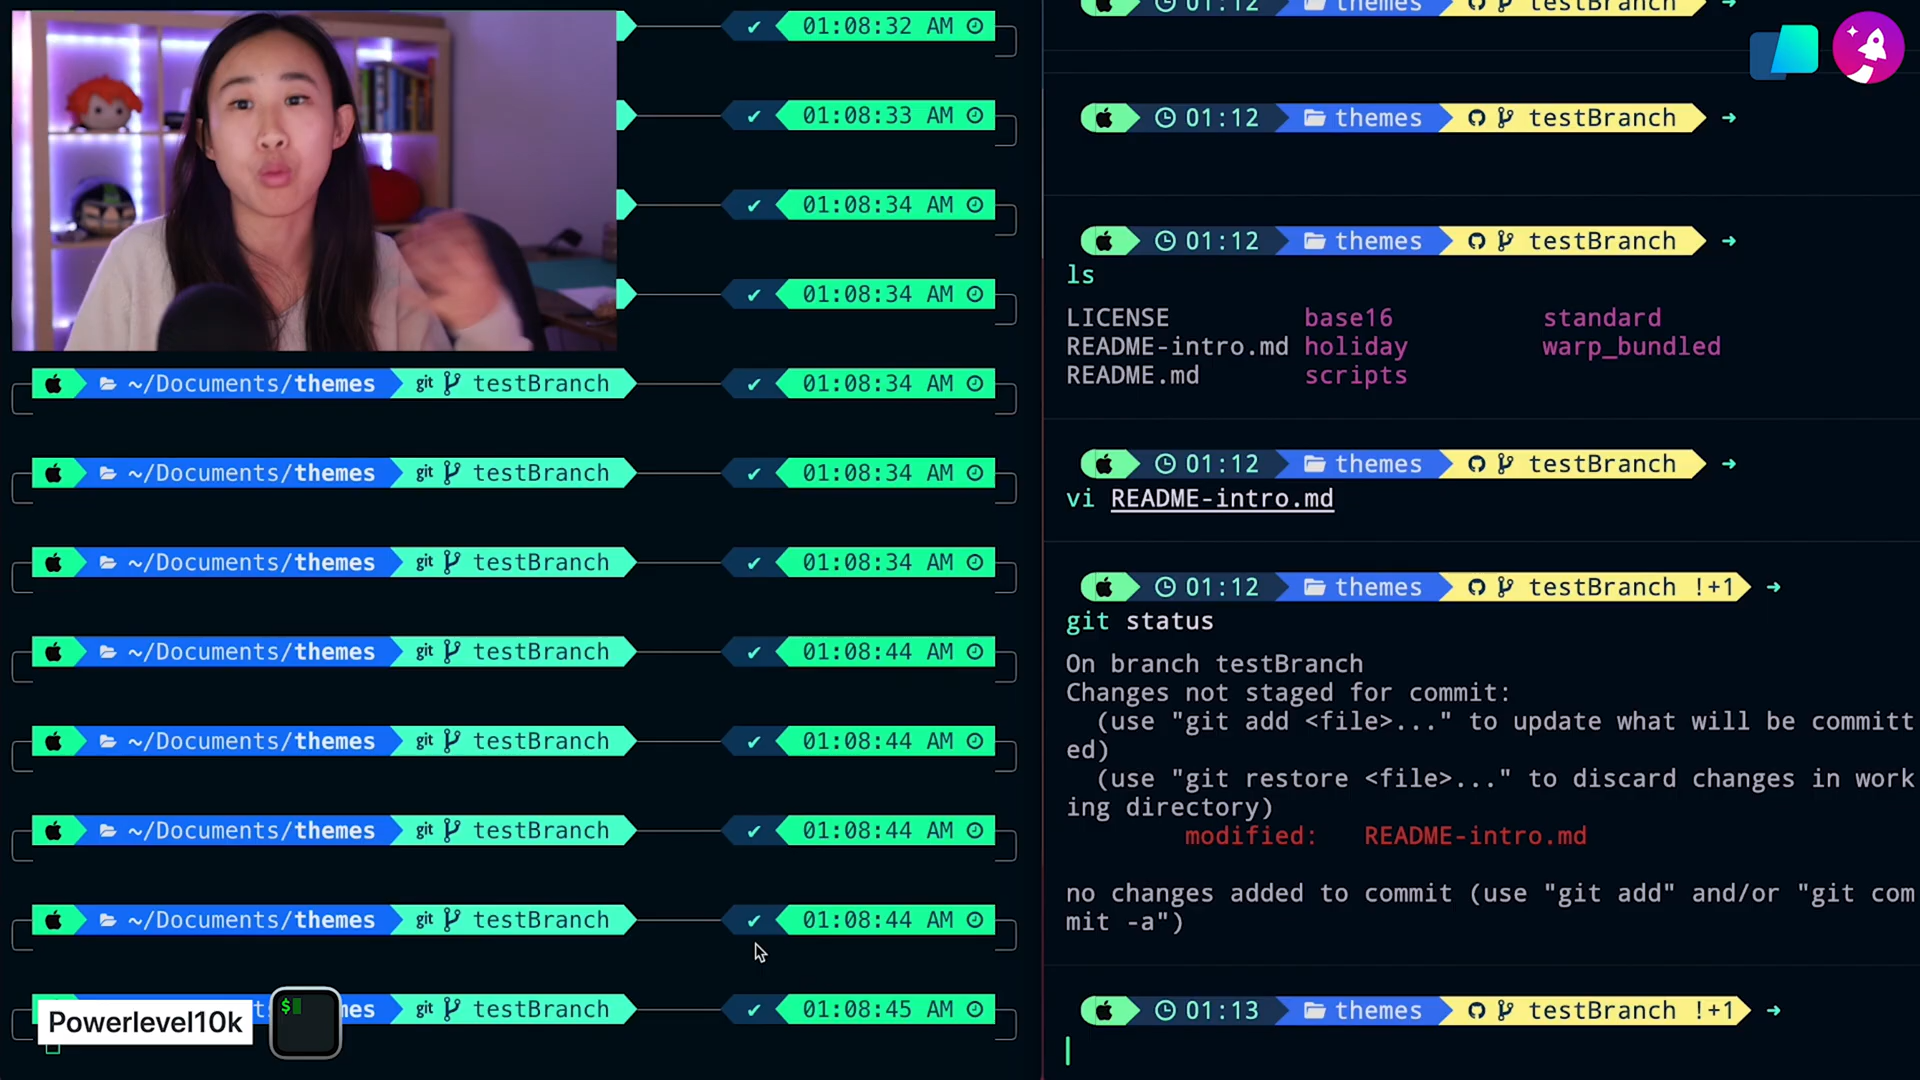 01:08:32 AM
01:08:33 AM
01:08:34 AM
01:08:34 AM
~/Documents/themes git testBranch ✔ 01:08:34 AM
~/Documents/themes git testBranch ✔ 01:08:34 AM
~/Documents/themes git testBranch ✔ 01:08:34 AM
~/Documents/themes git testBranch ✔ 01:08:44 AM
~/Documents/themes git testBranch ✔ 01:08:44 AM
~/Documents/themes git testBranch ✔ 01:08:44 AM
~/Documents/themes git testBranch ✔ 01:08:44 AM
mes git testBranch ✔ 01:08:45 AM
Powerlevel10k
$
01:12 themes testBranch →
01:12 themes testBranch →
01:12 themes testBranch →
ls
LICENSE base16 standard
README-intro.md holiday warp_bundled
README.md scripts
01:12 themes testBranch →
vi README-intro.md
01:12 themes testBranch !+1 →
git status
On branch testBranch
Changes not staged for commit:
(use "git add <file>..." to update what will be committ
ed)
(use "git restore <file>..." to discard changes in work
ing directory)
modified: README-intro.md
no changes added to commit (use "git add" and/or "git com
mit -a")
01:13 themes testBranch !+1 →